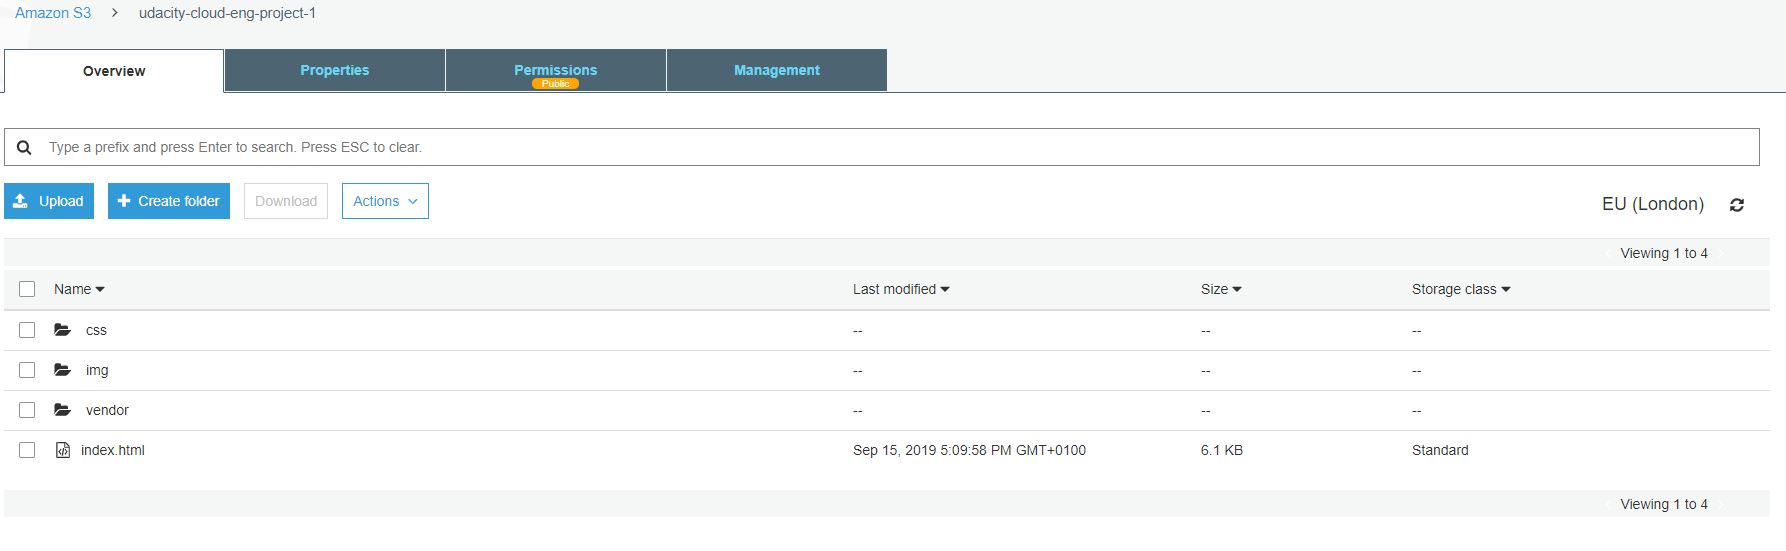 Amazon S3 > udacity-cloud-eng-project-1
Overview Properties Permissions Management
Public
Type a prefix and press Enter to search. Press ESC to clear.
Upload Create folder Download Actions EU (London)
Viewing 1 to 4
Name Last modified Size Storage class
css -- -- --
img -- -- --
vendor -- -- --
index.html Sep 15, 2019 5:09:58 PM GMT+0100 6.1 KB Standard
Viewing 1 to 4